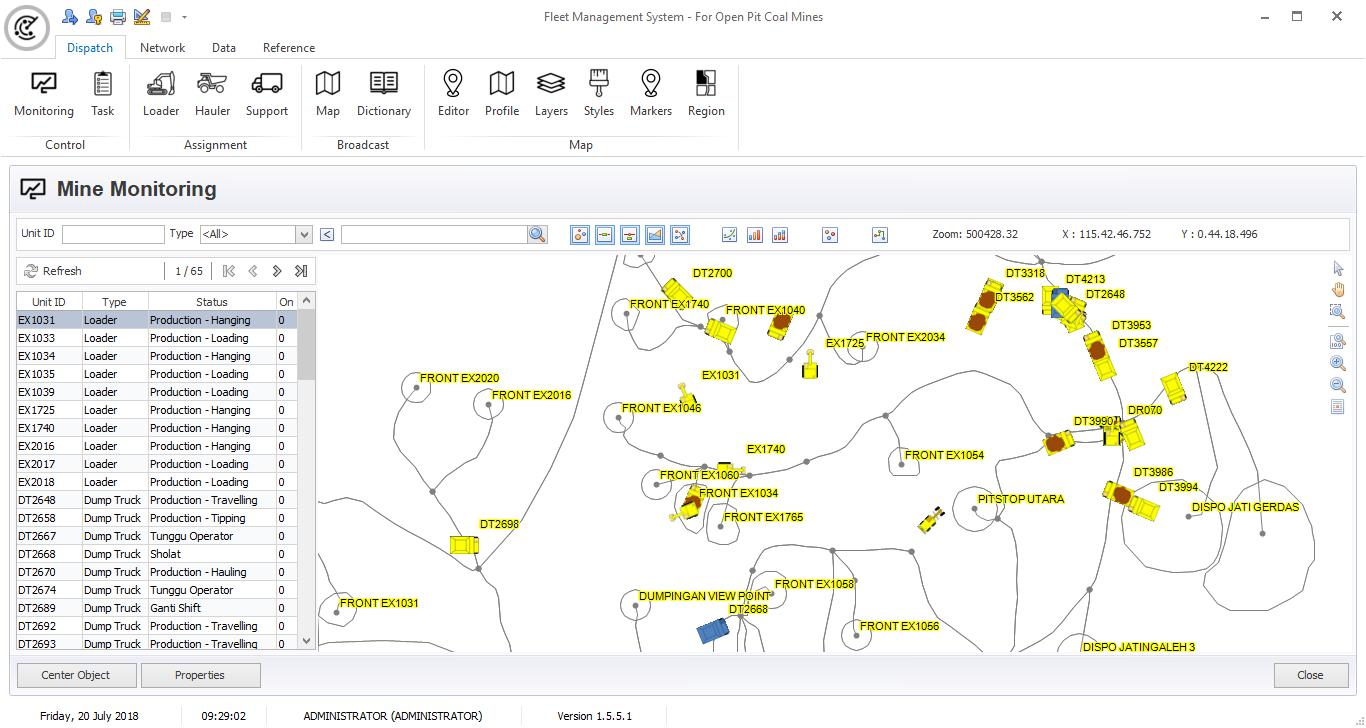 Fleet Management System - For Open Pit Coal Mines
Dispatch Network Data Reference
Monitoring Task Loader Hauler Support Map Dictionary Editor Profile Layers Styles Markers Region
Control Assignment Broadcast Map
Mine Monitoring
Unit ID Type <All> < Zoom: 500428.32 X : 115.42.46.752 Y : 0.44.18.496
Refresh 1 / 65
Unit ID Type Status On
EX1031 Loader Production - Hanging 0
EX1033 Loader Production - Loading 0
EX1034 Loader Production - Hanging 0
EX1035 Loader Production - Loading 0
EX1039 Loader Production - Loading 0
EX1725 Loader Production - Hanging 0
EX1740 Loader Production - Hanging 0
EX2016 Loader Production - Hanging 0
EX2017 Loader Production - Loading 0
EX2018 Loader Production - Loading 0
DT2648 Dump Truck Production - Travelling 0
DT2658 Dump Truck Production - Tipping 0
DT2667 Dump Truck Tunggu Operator 0
DT2668 Dump Truck Sholat 0
DT2670 Dump Truck Production - Hauling 0
DT2674 Dump Truck Tunggu Operator 0
DT2689 Dump Truck Ganti Shift 0
DT2692 Dump Truck Production - Travelling 0
DT2693 Dump Truck Production - Travelling 0
DT2700
DT3318
DT4213
FRONT EX1740
FRONT EX1040
DT3562
DT2648
DT3953
EX1725
FRONT EX2034
DT3557
EX1031
DT4222
FRONT EX2020
FRONT EX2016
FRONT EX1046
DR070
DT3990
EX1740
FRONT EX1054
FRONT EX1060
DT3986
DT3994
FRONT EX1034
PITSTOP UTARA
DISPO JATI GERDAS
FRONT EX1765
DT2698
FRONT EX1058
DUMPINGAN VIEW POINT
FRONT EX1031
DT2668
FRONT EX1056
DISPO JATINGALEH 3
100
Center Object Properties Close
Friday, 20 July 2018 09:29:02 ADMINISTRATOR (ADMINISTRATOR) Version 1.5.5.1